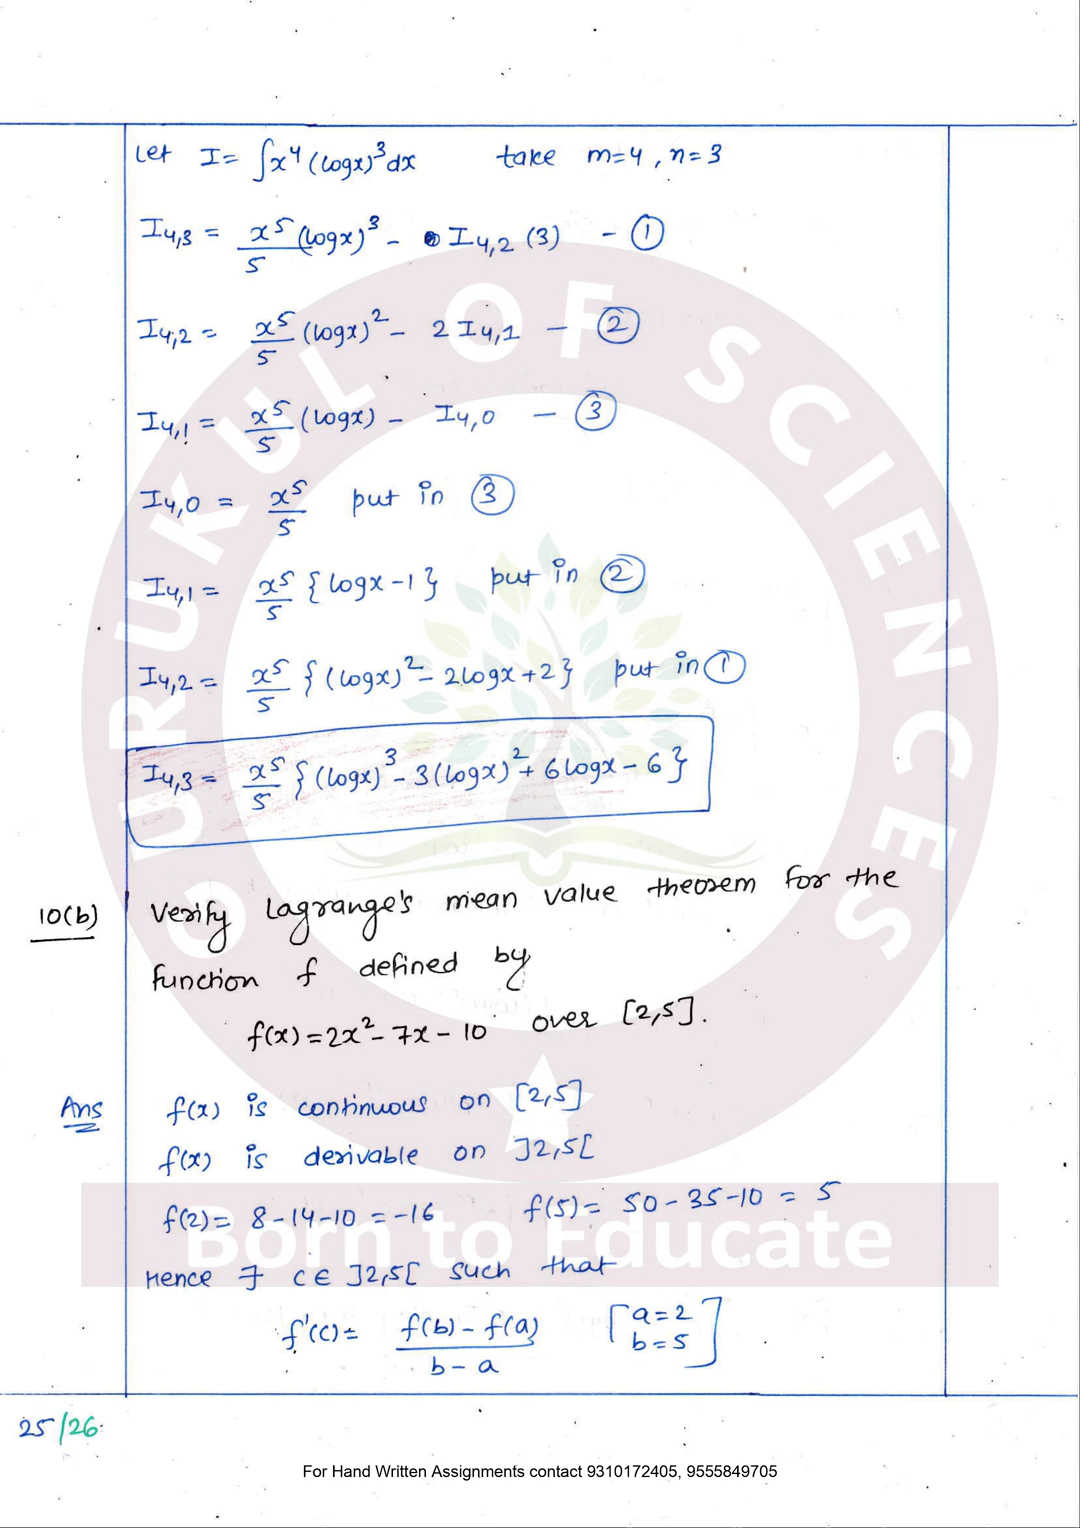 Let I = ∫x⁴(logx)³dx take m=4, n=3
I₄,₃ = x⁵/5 (logx)³ - I₄,₂ (3) - ①
I₄,₂ = x⁵/5 (logx)² - 2 I₄,₁ - ②
I₄,₁ = x⁵/5 (logx) - I₄,₀ - ③
I₄,₀ = x⁵/5 put in ③
I₄,₁ = x⁵/5 {logx-1} put in ②
I₄,₂ = x⁵/5 {(logx)² - 2logx+2} put in ①
I₄,₃ = x⁵/5 {(logx)³ - 3(logx)² + 6logx - 6}
10(b) Verify Lagrange's mean value theorem for the
function f defined by
f(x) = 2x² - 7x - 10 over [2,5].
Ans f(x) is continuous on [2,5]
f(x) is derivable on ]2,5[
f(2) = 8-14-10 = -16 f(5) = 50-35-10 = 5
Hence ∃ c ∈ ]2,5[ such that
f'(c) = f(b) - f(a) / b - a [a=2 b=5]
25/26
For Hand Written Assignments contact 9310172405, 9555849705
GURUKUL OF SCIENCES
Born to Educate